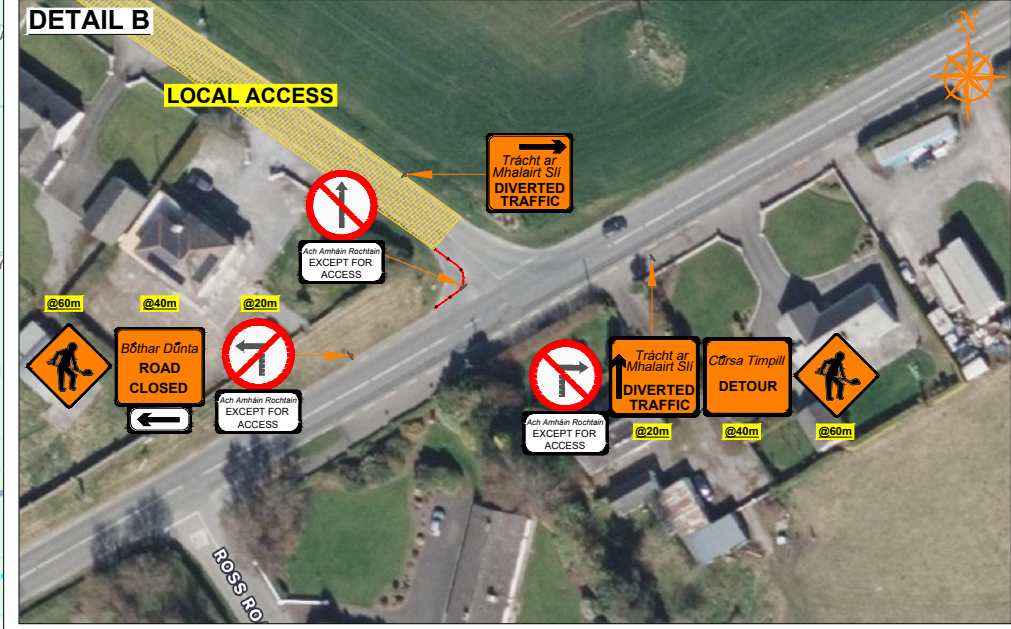 DETAIL B
N
LOCAL ACCESS
Trácht ar
Mhalairt Slí
DIVERTED
TRAFFIC
Ach Amháin Rochtain
EXCEPT FOR
ACCESS
@60m
@40m
@20m
Bóthar Dúnta
ROAD
CLOSED
Ach Amháin Rochtain
EXCEPT FOR
ACCESS
Ach Amháin Rochtain
EXCEPT FOR
ACCESS
Trácht ar
Mhalairt Slí
DIVERTED
TRAFFIC
Cúrsa Timpill
DETOUR
@20m
@40m
@60m
ROSS